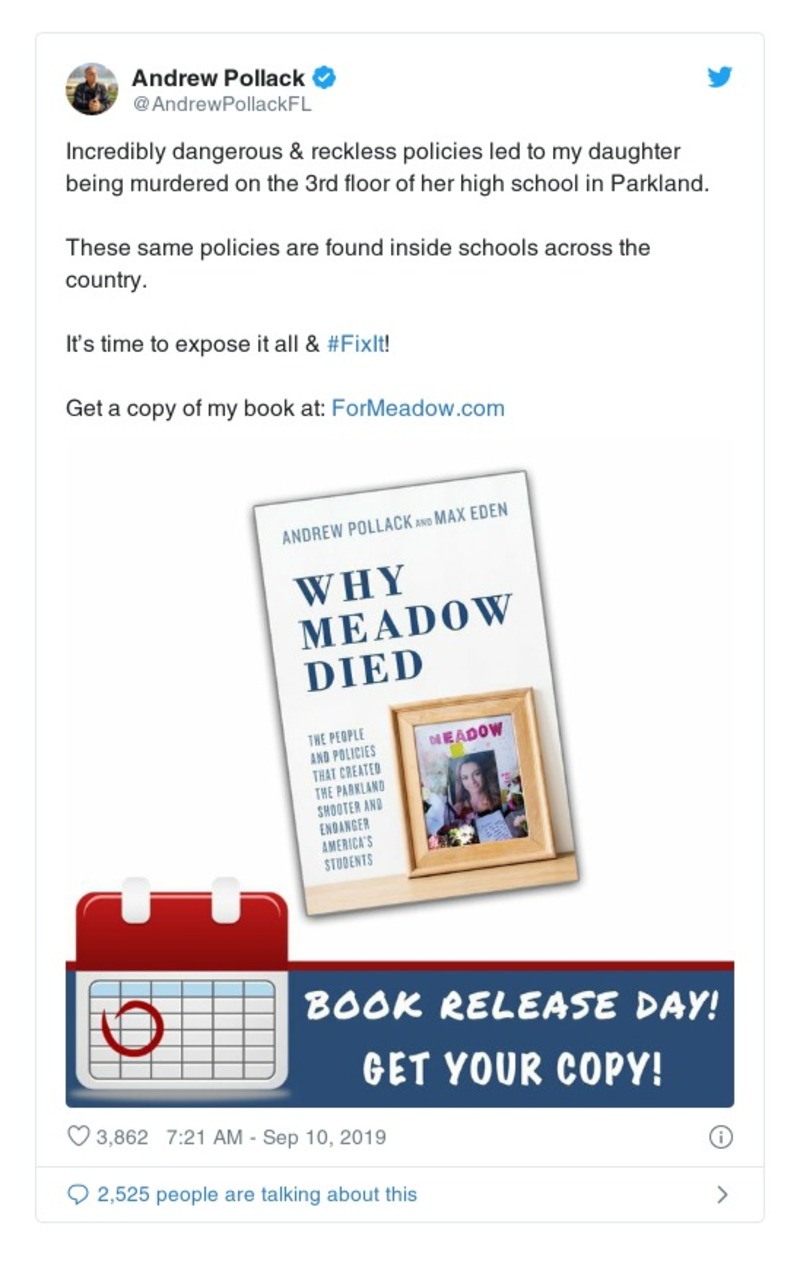 Andrew Pollack
@AndrewPollackFL
Incredibly dangerous & reckless policies led to my daughter
being murdered on the 3rd floor of her high school in Parkland.
These same policies are found inside schools across the
country.
It’s time to expose it all & #FixIt!
Get a copy of my book at: ForMeadow.com
ANDREW POLLACK AND MAX EDEN
WHY
MEADOW
DIED
THE PEOPLE
AND POLICIES
THAT CREATED
THE PARKLAND
SHOOTER AND
ENDANGER
AMERICA'S
STUDENTS
MEADOW
BOOK RELEASE DAY!
GET YOUR COPY!
3,862 7:21 AM - Sep 10, 2019
2,525 people are talking about this